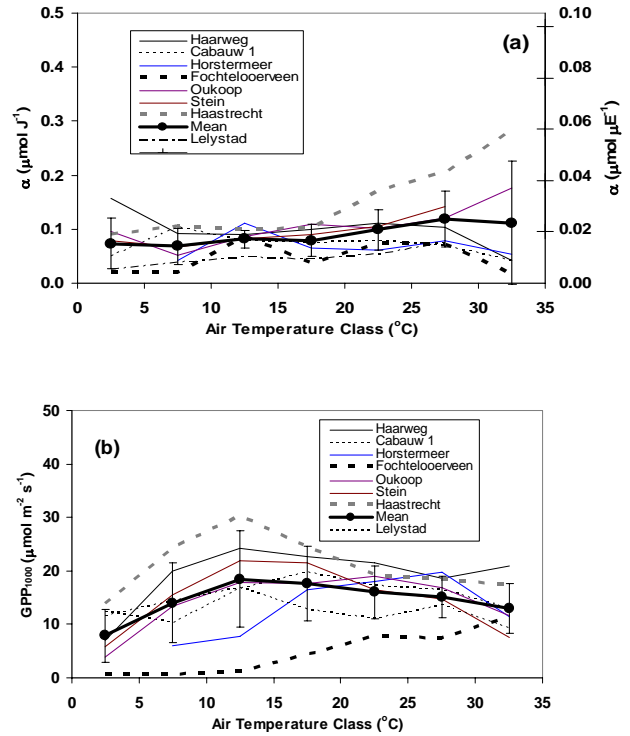 0.5
0.4
0.3
0.2
0.1
0.0
α (μmol J⁻¹)
Haarweg
Cabauw 1
Horstermeer
Fochtelooerveen
Oukoop
Stein
Haastrecht
Mean
Lelystad
(a)
0.10
0.08
0.06
0.04
0.02
0.00
α (μmol μE⁻¹)
0 5 10 15 20 25 30 35
Air Temperature Class (°C)
50
40
30
20
10
0
GPP₁₀₀₀ (μmol m⁻² s⁻¹)
(b)
Haarweg
Cabauw 1
Horstermeer
Fochtelooerveen
Oukoop
Stein
Haastrecht
Mean
Lelystad
0 5 10 15 20 25 30 35
Air Temperature Class (°C)